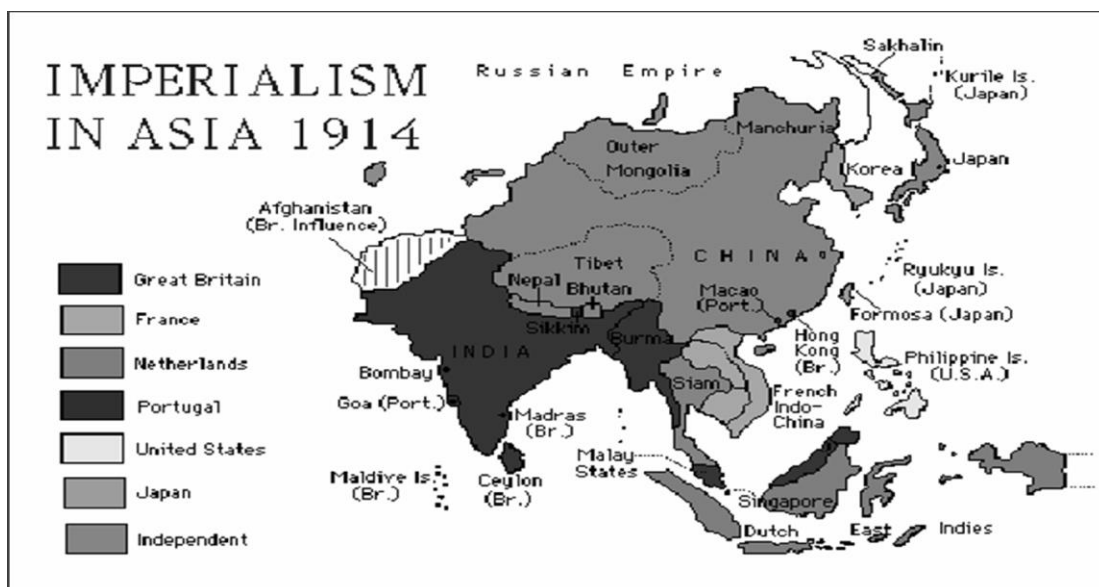 IMPERIALISM
IN ASIA 1914
Russian Empire
Sakhalin
Kurile Is.
(Japan)
Manchuria
Outer
Mongolia
Korea
Japan
Afghanistan
(Br. Influence)
Great Britain
France
Netherlands
Portugal
United States
Japan
Independent
CHINA
Tibet
Nepal
Bhutan
Sikkim
Macao
(Port.)
Ryukyu Is.
(Japan)
Formosa (Japan)
Hong
Kong
(Br.)
Burma
INDIA
Bombay
Goa (Port.)
Madras
(Br.)
Siam
French
Indo-
China
Philippine Is.
(U.S.A.)
Maldive Is.
(Br.)
Ceylon
(Br.)
Malay
States
Singapore
Dutch East Indies